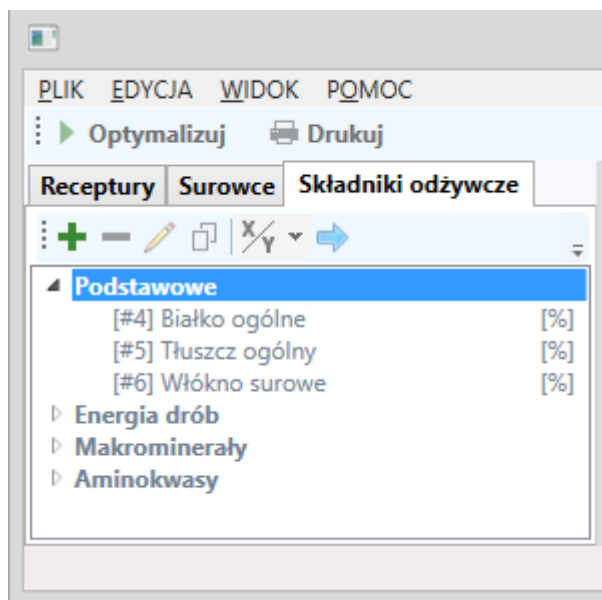 PLIK EDYCJA WIDOK POMOC
Optymalizuj Drukuj
Receptury Surowce Składniki odżywcze
X/Y
Podstawowe
[#4] Białko ogólne [%]
[#5] Tłuszcz ogólny [%]
[#6] Włókno surowe [%]
Energia drób
Makrominerały
Aminokwasy